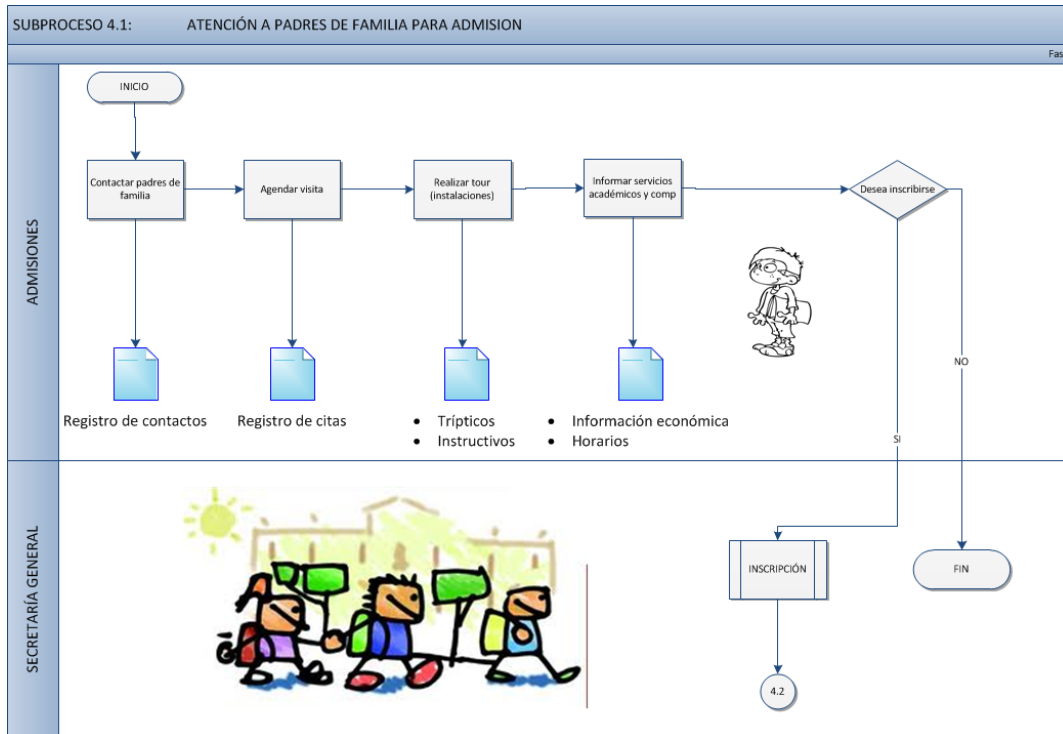 SUBPROCESO 4.1: ATENCIÓN A PADRES DE FAMILIA PARA ADMISION
Fas
ADMISIONES
INICIO
Contactar padres de
familia
Agendar visita
Realizar tour
(instalaciones)
Informar servicios
académicos y comp
Desea inscribirse
Registro de contactos
Registro de citas
• Trípticos
• Instructivos
• Información económica
• Horarios
NO
SI
SECRETARÍA GENERAL
INSCRIPCIÓN
FIN
4.2